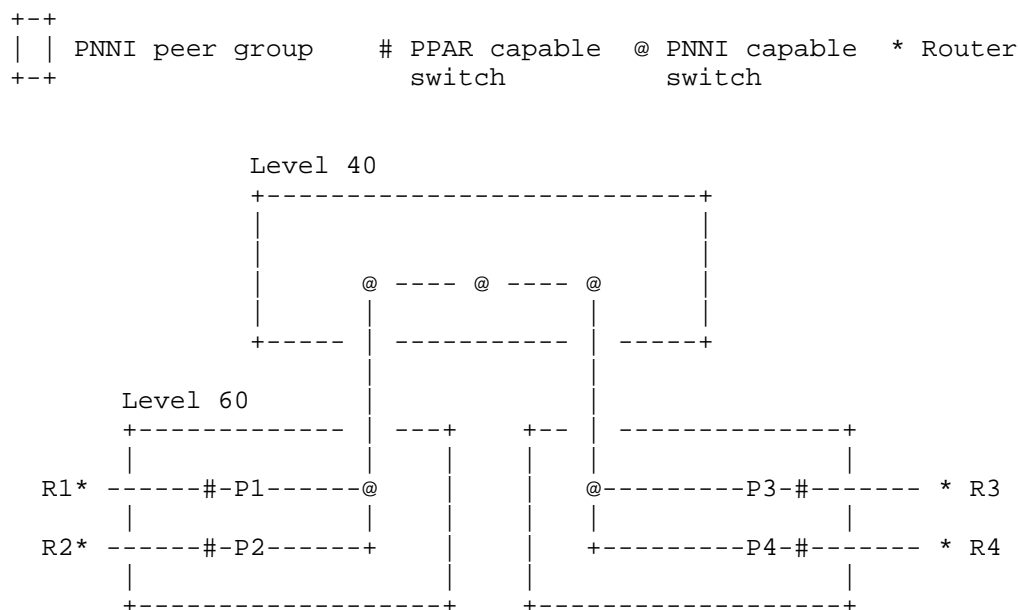 +-+
| | PNNI peer group    # PPAR capable  @ PNNI capable  * Router
+-+                      switch          switch
Level 40
@ ---- @ ---- @
Level 60
R1* ------#-P1------@          @---------P3-#------- * R3
R2* ------#-P2------+          +---------P4-#------- * R4